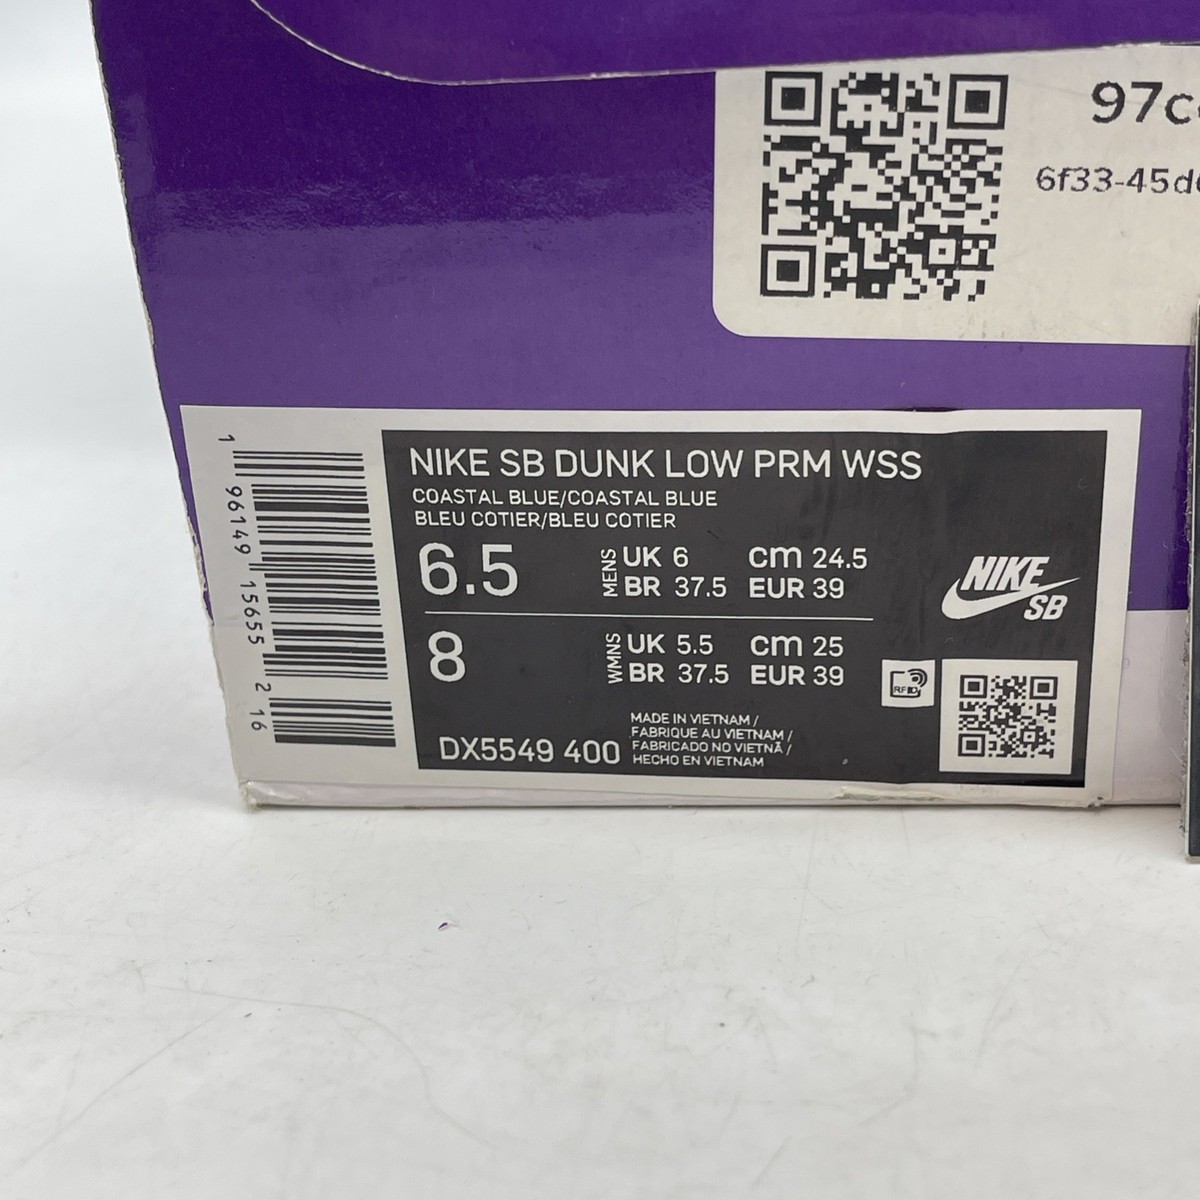 97c
6f33-45d
NIKE SB DUNK LOW PRM WSS
COASTAL BLUE/COASTAL BLUE
BLEU COTIER/BLEU COTIER
6.5 MENS UK 6 cm 24.5
BR 37.5 EUR 39
8 WMNS UK 5.5 cm 25
BR 37.5 EUR 39
NIKE
SB
RFID
DX5549 400
MADE IN VIETNAM /
FABRIQUE AU VIETNAM /
FABRICADO NO VIETNÃ /
HECHO EN VIETNAM
1 96149 15655 2 16